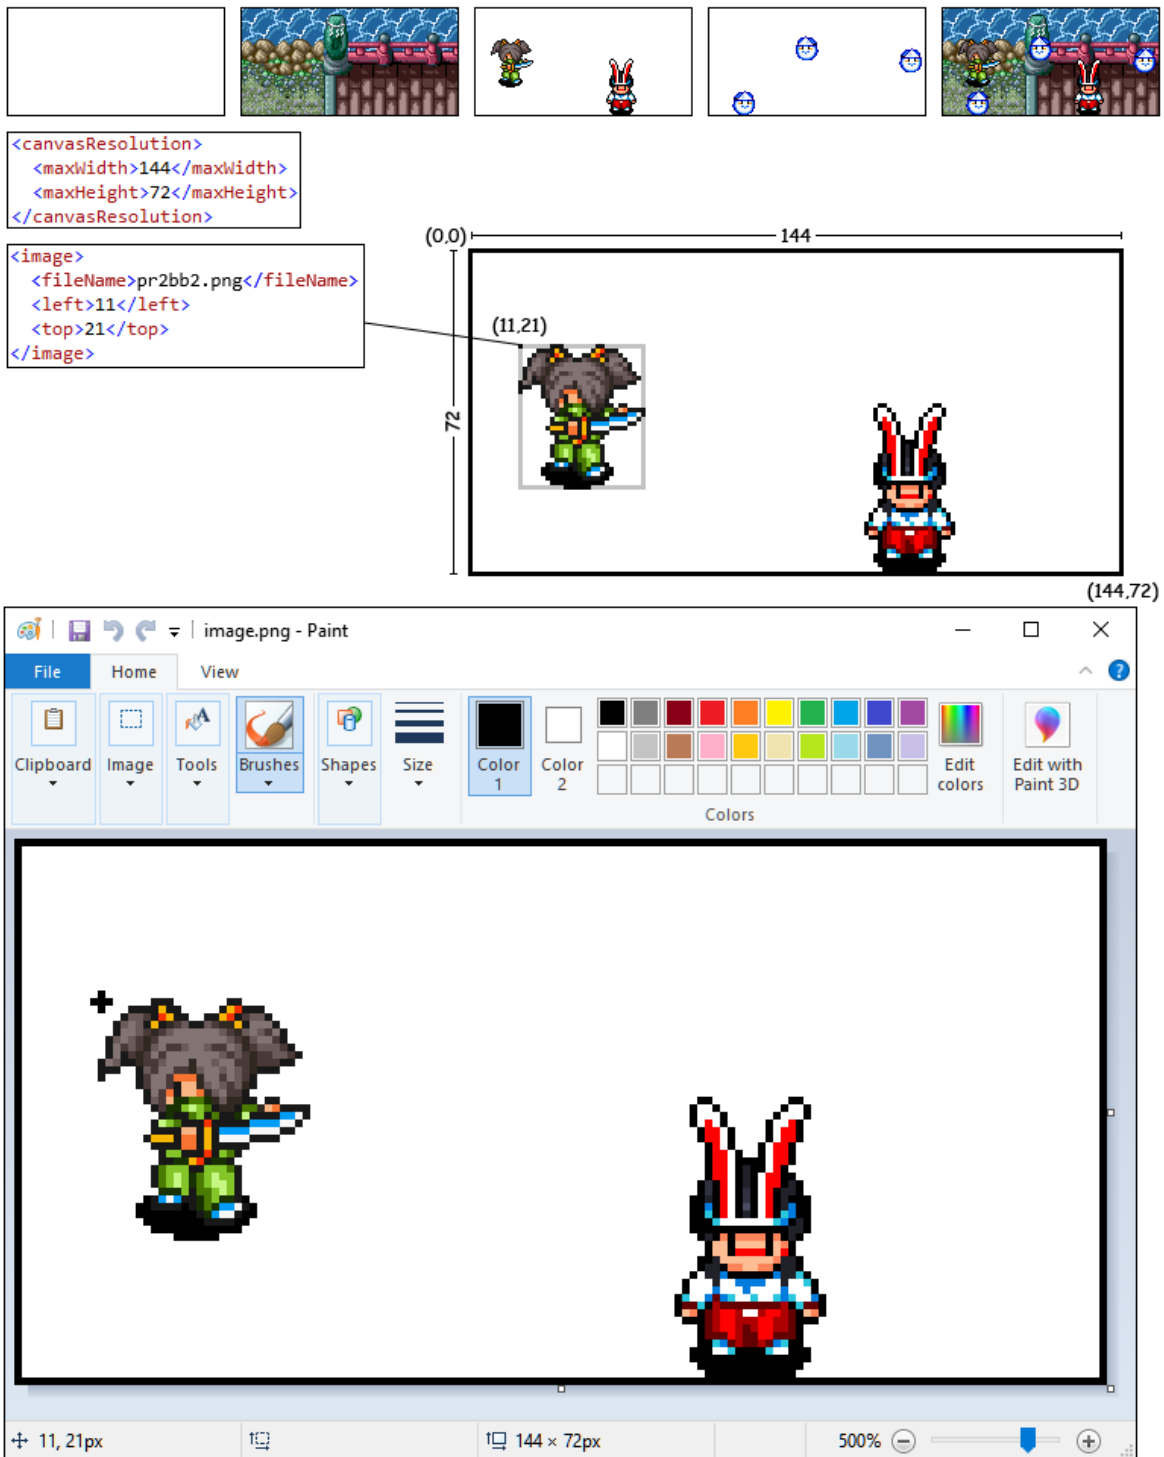 <canvasResolution>
<maxWidth>144</maxWidth>
<maxHeight>72</maxHeight>
</canvasResolution>
(0,0)
144
<image>
<fileName>pr2bb2.png</fileName>
<left>11</left>
<top>21</top>
</image>
(11,21)
72
(144,72)
image.png - Paint
File Home View
Clipboard Image Tools Brushes Shapes Size Color 1 Color 2 Edit colors Edit with Paint 3D
Colors
11, 21px 144 × 72px 500%